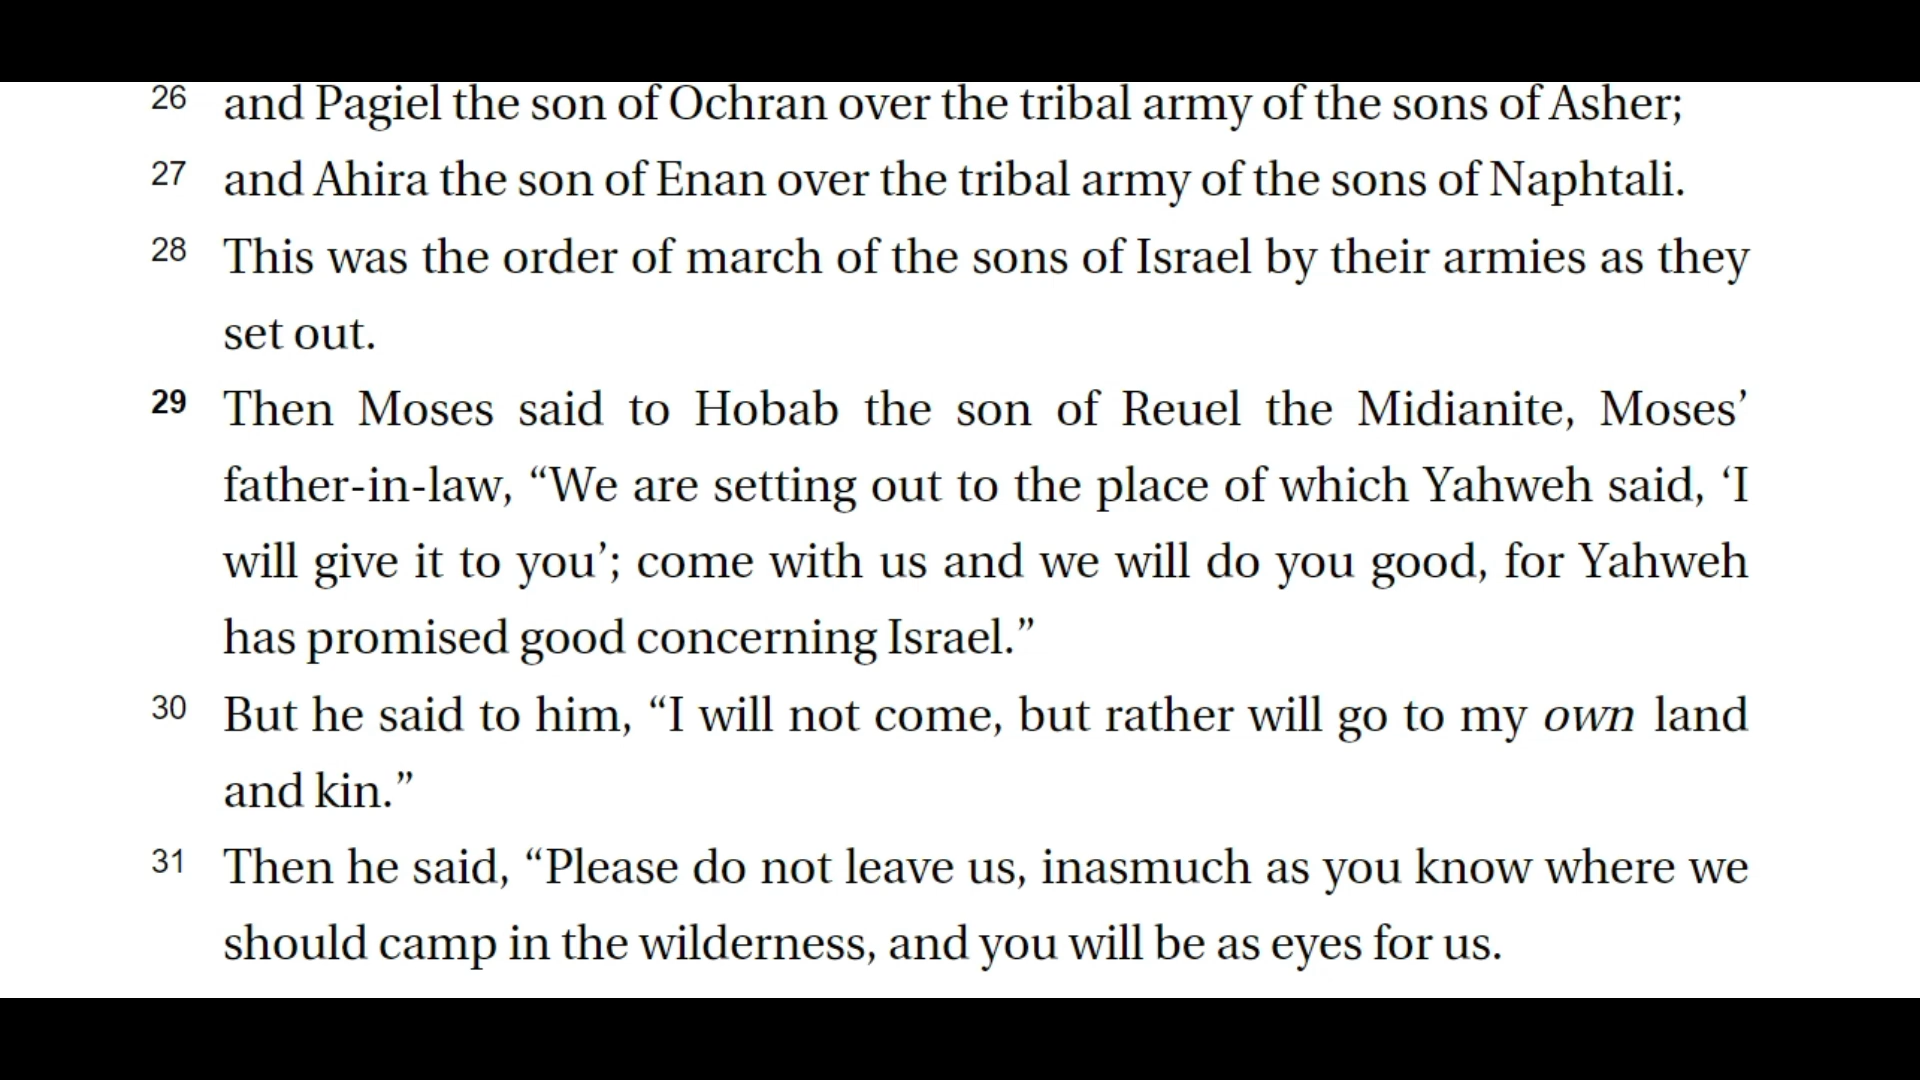 26 and Pagiel the son of Ochran over the tribal army of the sons of Asher;
27 and Ahira the son of Enan over the tribal army of the sons of Naphtali.
28 This was the order of march of the sons of Israel by their armies as they
set out.
29 Then Moses said to Hobab the son of Reuel the Midianite, Moses’
father-in-law, “We are setting out to the place of which Yahweh said, ‘I
will give it to you’; come with us and we will do you good, for Yahweh
has promised good concerning Israel.”
30 But he said to him, “I will not come, but rather will go to my own land
and kin.”
31 Then he said, “Please do not leave us, inasmuch as you know where we
should camp in the wilderness, and you will be as eyes for us.